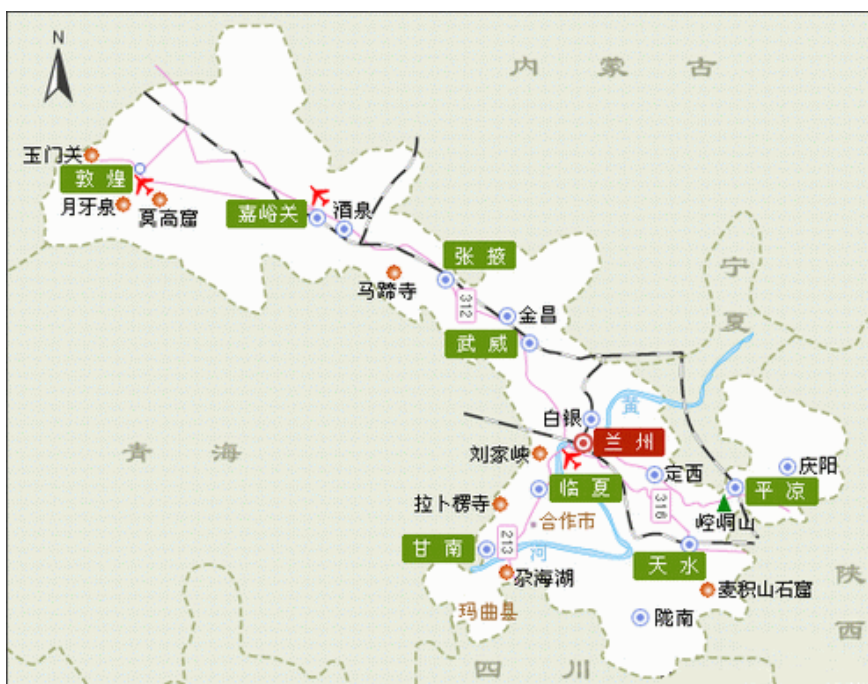 N
内蒙古
玉门关
敦煌
月牙泉
莫高窟
嘉峪关
酒泉
张掖
马蹄寺
312
金昌
宁夏
武威
白银
黄
兰州
青海
刘家峡
定西
庆阳
临夏
平凉
拉卜楞寺
316
崆峒山
合作市
甘南
213
河
天水
尕海湖
麦积山石窟
陕西
玛曲县
陇南
四川